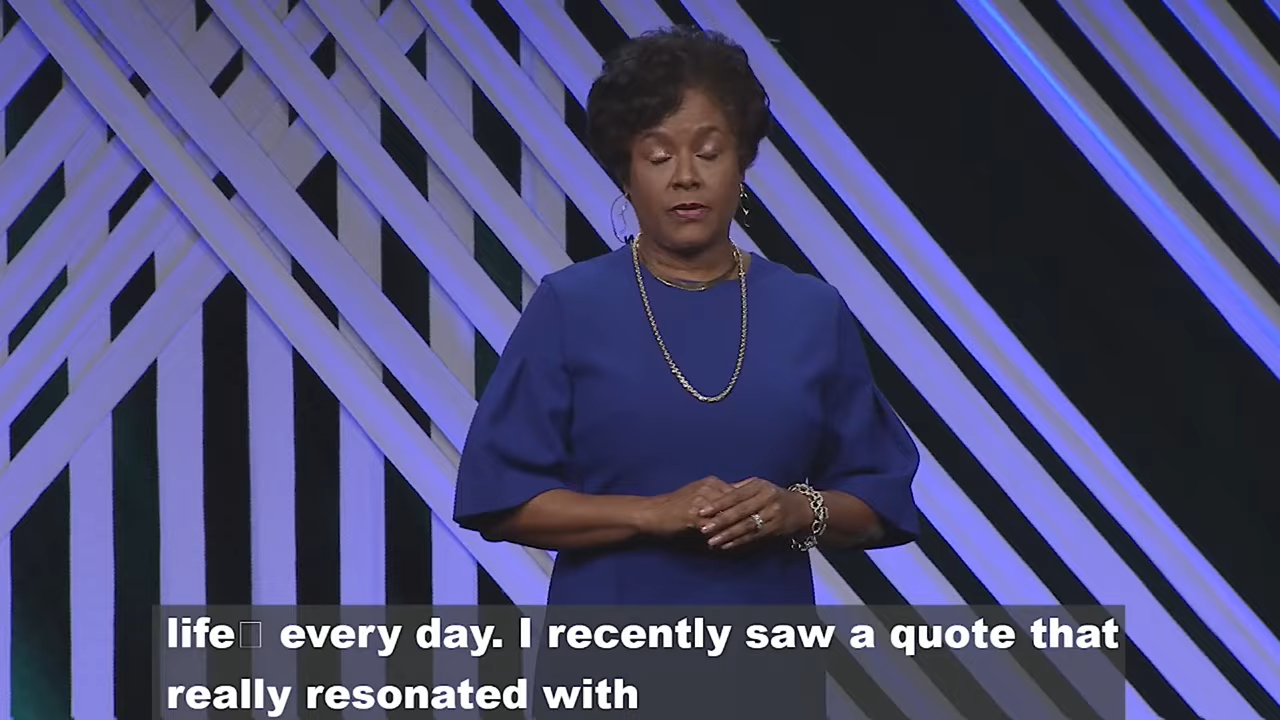 life□ every day. I recently saw a quote that
really resonated with